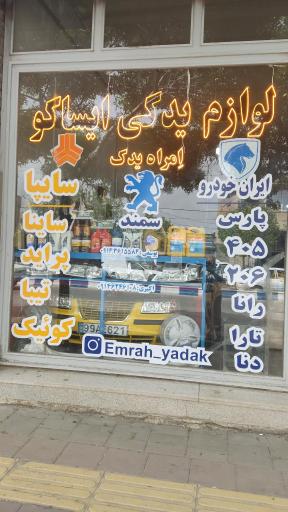 لوازم یدکی ایساکو
امراه یدک
ایران خودرو
پارس
۴۰۵
۲۰۶
رانا
تارا
دنا
سمند
سایپا
ساینا
پراید
تیبا
کوئیک
Emrah_yadak